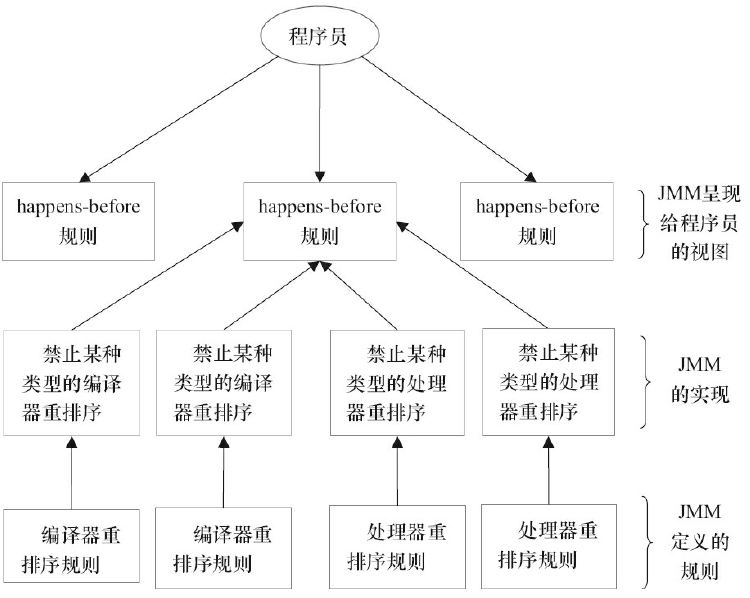 程序员
happens-before
规则
happens-before
规则
happens-before
规则
JMM呈现
给程序员
的视图
禁止某种
类型的编译
器重排序
禁止某种
类型的编译
器重排序
禁止某种
类型的处理
器重排序
禁止某种
类型的处理
器重排序
JMM
的实现
编译器重
排序规则
编译器重
排序规则
处理器重
排序规则
处理器重
排序规则
JMM
定义的
规则